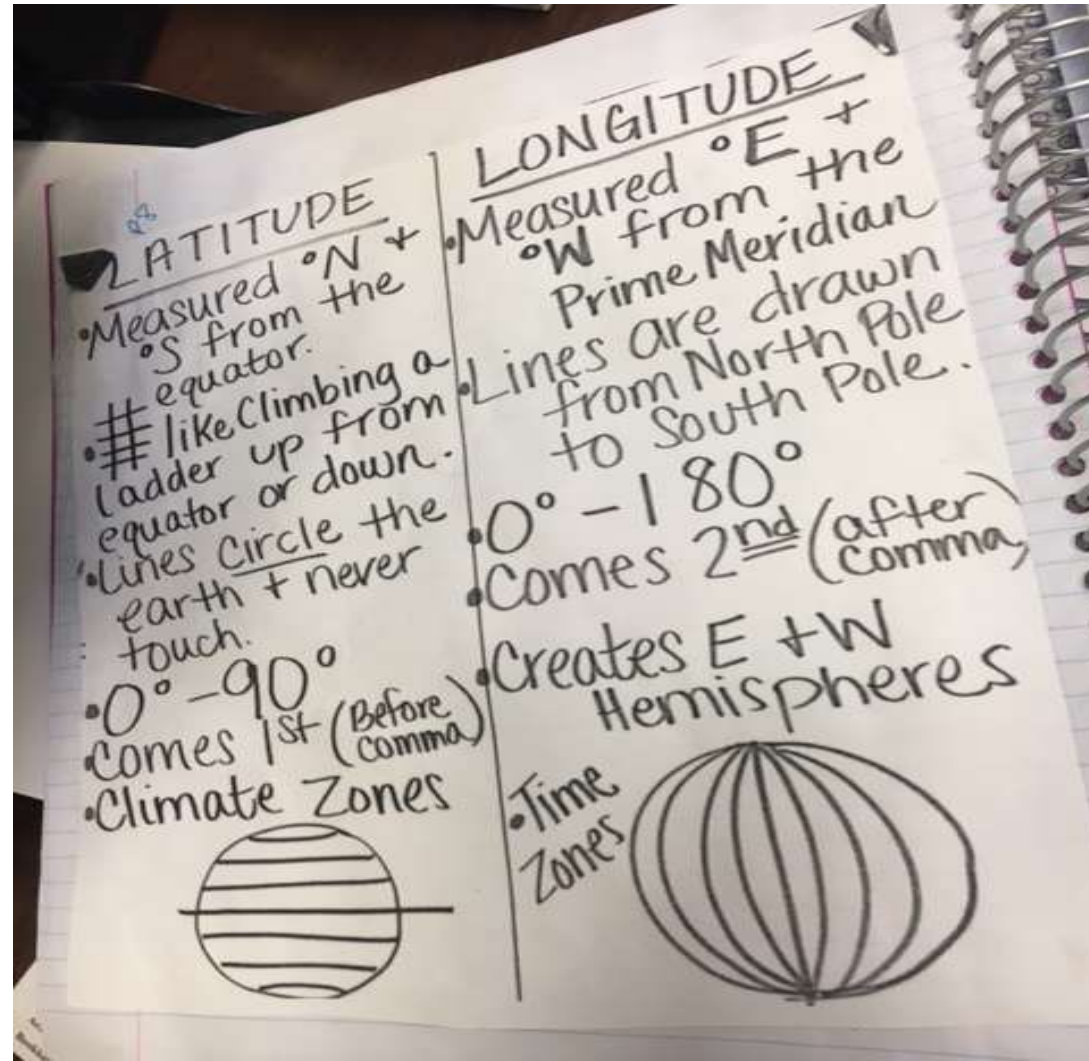 LATITUDE
•Measured °N +
°S from the
equator.
•# like Climbing a
ladder up from
equator or down.
•Lines circle the
earth + never
touch.
•0°-90°
•Comes 1st (Before
comma)
•Climate Zones
LONGITUDE
•Measured °E +
°W from the
Prime Meridian
•Lines are drawn
from North Pole
to South Pole.
•0° - 180°
•Comes 2nd (after
comma)
•Creates E + W
Hemispheres
•Time
Zones